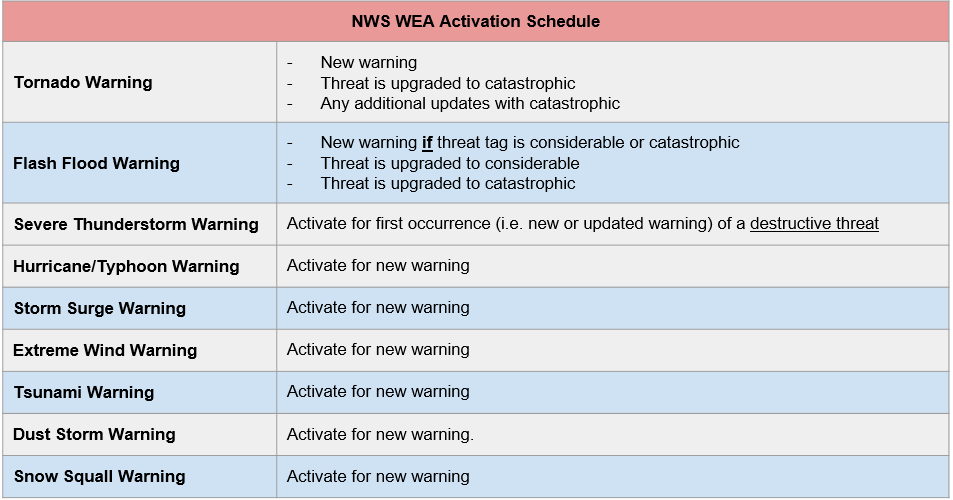 NWS WEA Activation Schedule
Tornado Warning
- New warning
- Threat is upgraded to catastrophic
- Any additional updates with catastrophic
Flash Flood Warning
- New warning if threat tag is considerable or catastrophic
- Threat is upgraded to considerable
- Threat is upgraded to catastrophic
Severe Thunderstorm Warning
Activate for first occurrence (i.e. new or updated warning) of a destructive threat
Hurricane/Typhoon Warning
Activate for new warning
Storm Surge Warning
Activate for new warning
Extreme Wind Warning
Activate for new warning
Tsunami Warning
Activate for new warning
Dust Storm Warning
Activate for new warning.
Snow Squall Warning
Activate for new warning